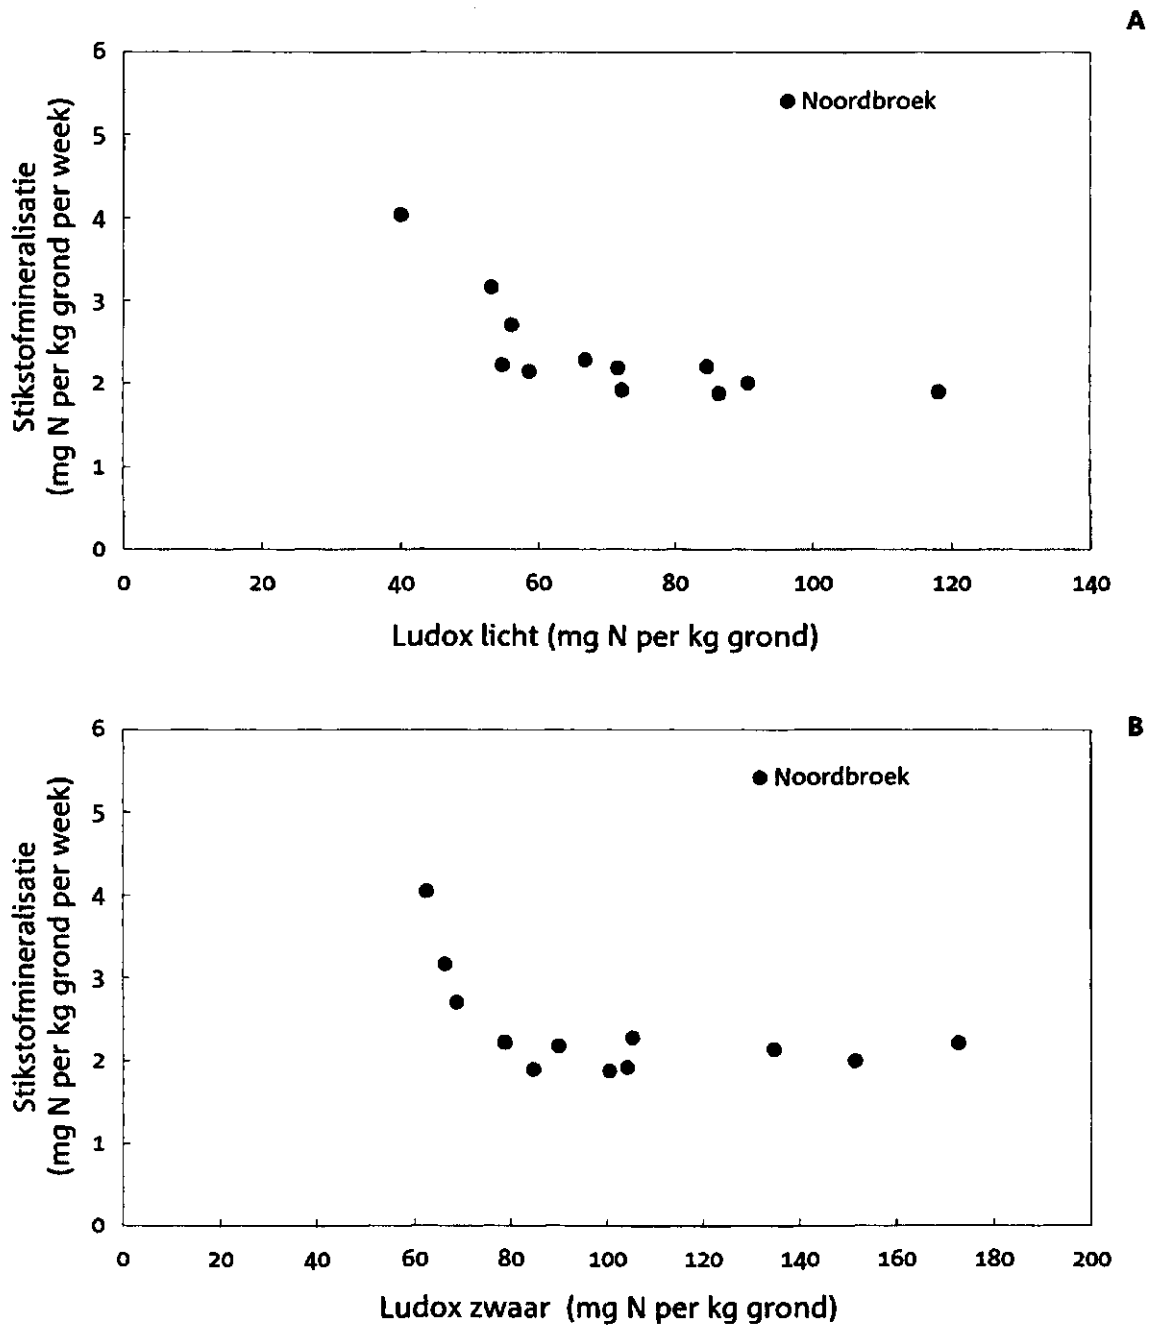 A
6
5
4
3
2
1
0
Stikstofmineralisatie
(mg N per kg grond per week)
Noordbroek
0 20 40 60 80 100 120 140
Ludox licht (mg N per kg grond)
B
6
5
4
3
2
1
0
Stikstofmineralisatie
(mg N per kg grond per week)
Noordbroek
0 20 40 60 80 100 120 140 160 180 200
Ludox zwaar (mg N per kg grond)